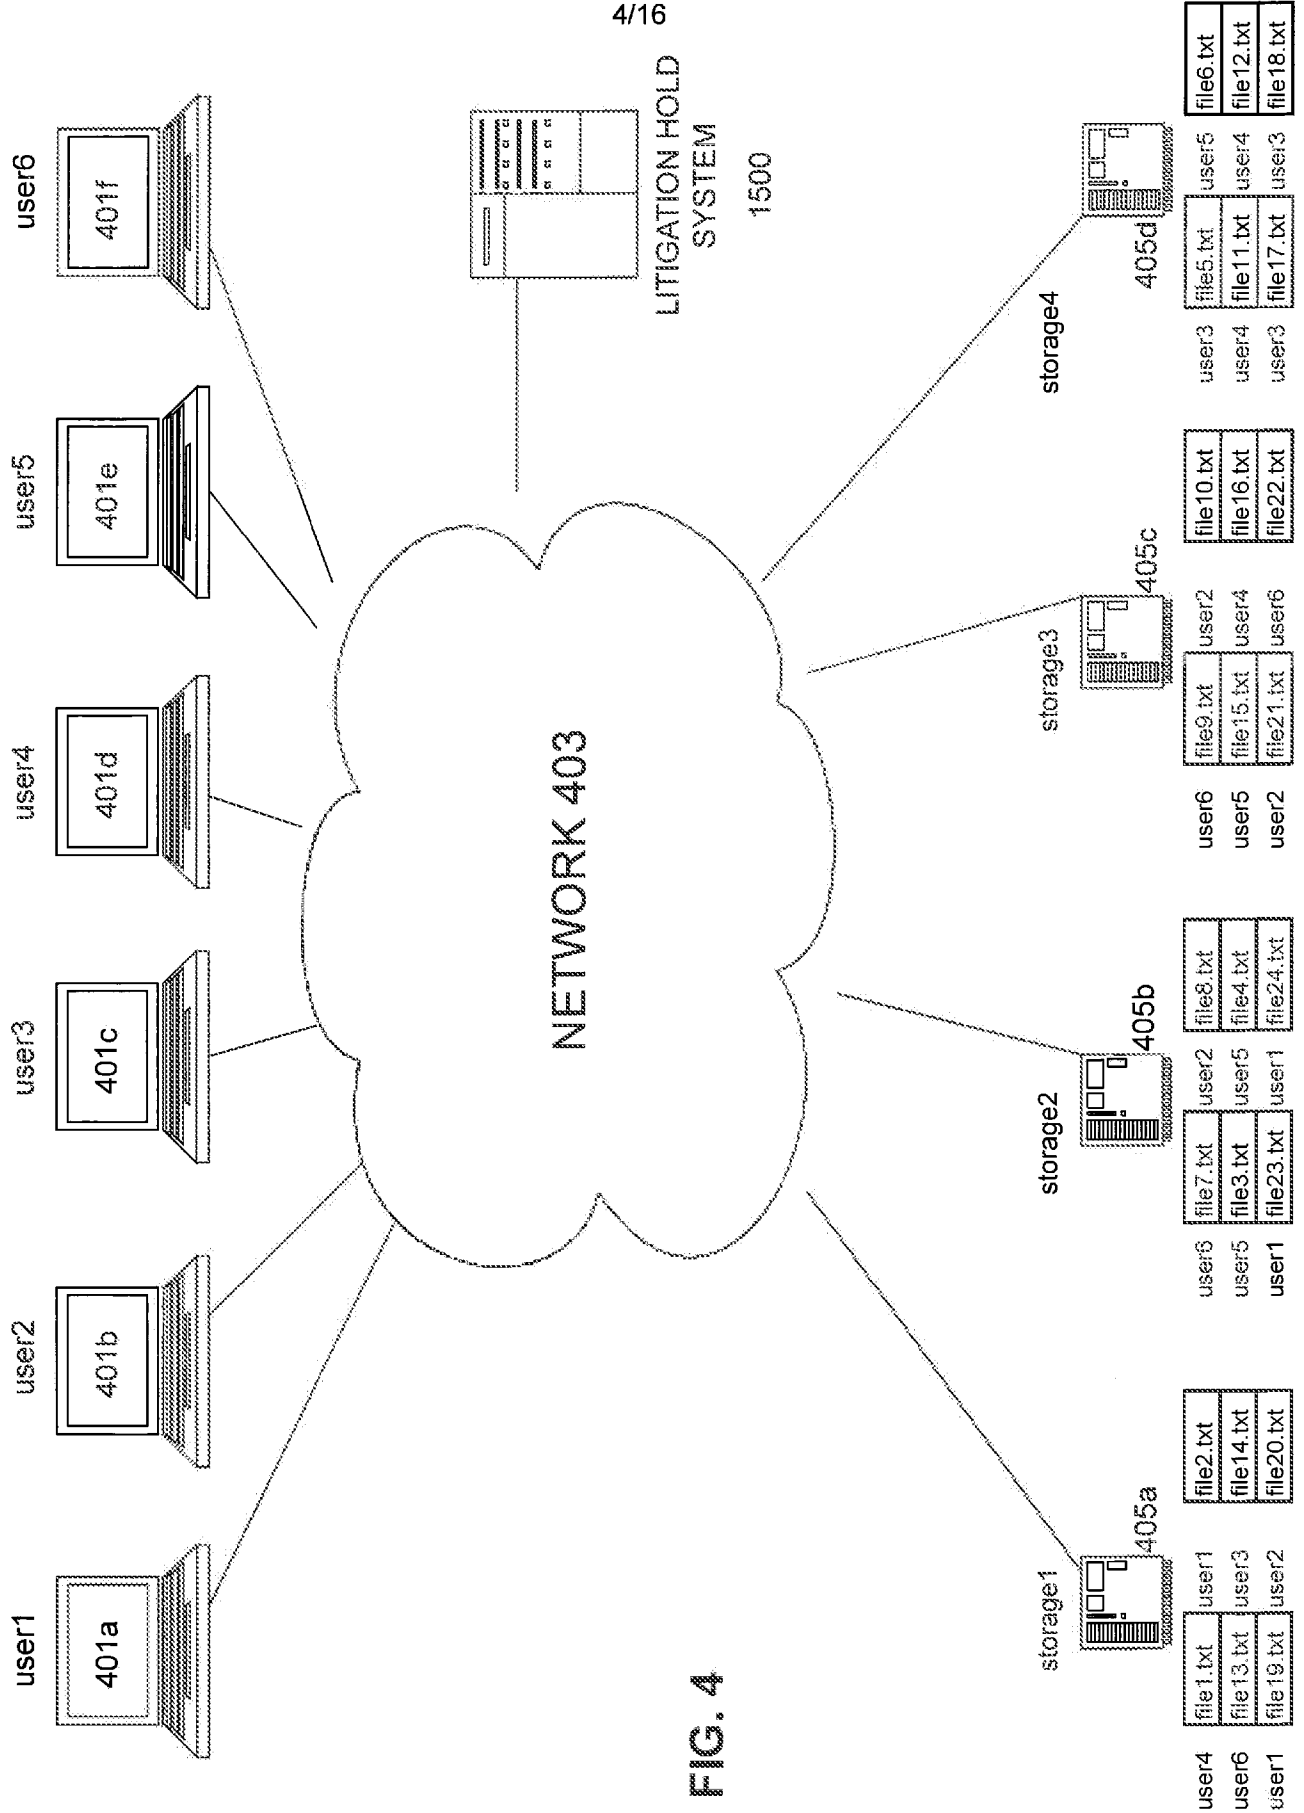 4/16
user1
user2
user3
user4
user5
user6
401a
401b
401c
401d
401e
401f
NETWORK 403
LITIGATION HOLD
SYSTEM
1500
storage1
405a
storage2
405b
storage3
405c
storage4
405d
user4 file1.txt user1 file2.txt
user6 file13.txt user3 file14.txt
user1 file19.txt user2 file20.txt
user6 file7.txt user2 file8.txt
user5 file3.txt user5 file4.txt
user1 file23.txt user1 file24.txt
user6 file9.txt user2 file10.txt
user5 file15.txt user4 file16.txt
user2 file21.txt user6 file22.txt
user3 file5.txt user5 file6.txt
user4 file11.txt user4 file12.txt
user3 file17.txt user3 file18.txt
FIG. 4